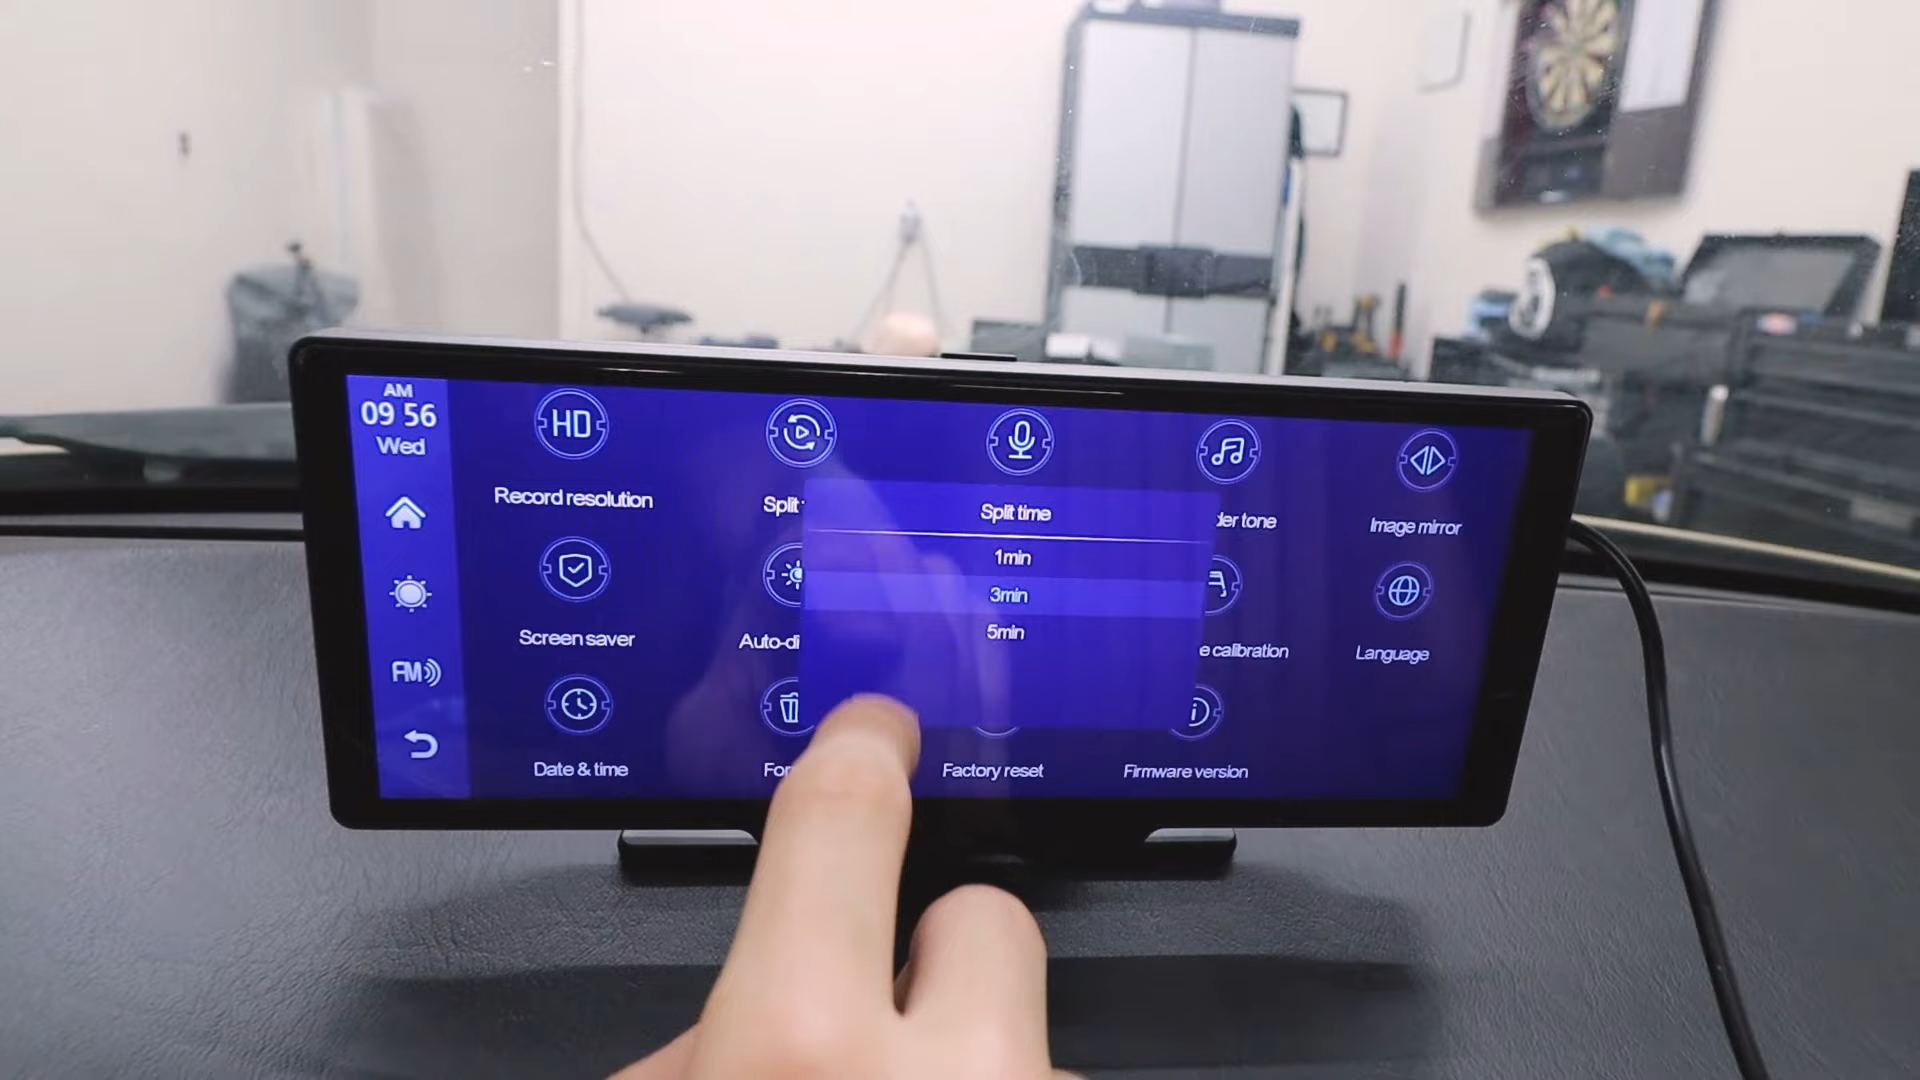 AM
09 56
Wed
FM
HD
Record resolution
Split
der tone
Image mirror
Split time
1min
3min
5min
Screen saver
Auto-di
e calibration
Language
Date & time
For
Factory reset
Firmware version